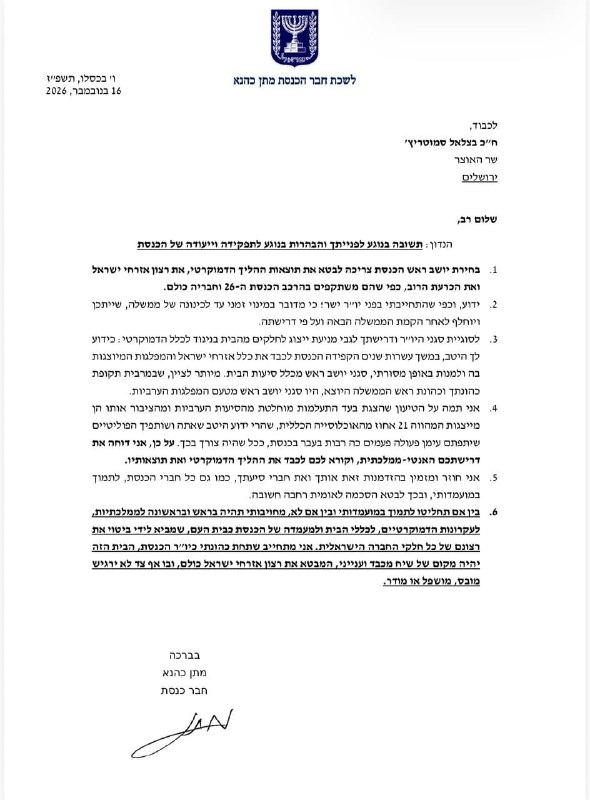 לשכת חבר הכנסת מתן כהנא
ו' בכסלו, תשפ״ז
16 בנובמבר, 2026
לכבוד,
ח״כ בצלאל סמוטריץ'
שר האוצר
ירושלים
שלום רב,
הנדון: תשובה בנוגע לפנייתך והבהרות בנוגע לתפקידה וייעודה של הכנסת
1. בחירת יושב ראש הכנסת צריכה לבטא את תוצאות ההליך הדמוקרטי, את רצון אזרחי ישראל
ואת הכרעת הרוב, כפי שהם משתקפים בהרכב הכנסת ה-26 וחבריה כולם.
2. ידוע, וכפי שהתחייבתי בפני יו״ר ישר! כי מדובר במינוי זמני עד לכינונה של ממשלה, שייתכן
ויוחלף לאחר הקמת הממשלה הבאה ועל פי דרישתה.
3. לסוגיית סגני היו״ר ודרישתך לגבי מניעת ייצוג לחלקים מהבית בניגוד לכלל הדמוקרטי: כידוע
לך היטב, במשך עשרות שנים הקפידה הכנסת לכבד את כלל אזרחי ישראל והמפלגות המיוצגות
בה ולמנות באופן מסורתי, סגני יושב ראש מכלל סיעות הבית. מיותר לציין, שבמרבית תקופת
כהונתך וכהונת ראש הממשלה היוצא, היו סגני יושב ראש מטעם המפלגות הערביות.
4. אני תמה על הטיעון שהצגת בעד התעלמות מוחלטת מהסיעות הערביות ומהציבור אותו הן
מייצגות המהווה 21 אחוז מהאוכלוסייה הכללית, שהרי ידוע היטב שאתה ושותפיך הפוליטיים
שיתפתם עימן פעולה פעמים כה רבות בעבר בכנסת, ככל שהיה צורך בכך. על כן, אני דוחה את
דרישתכם האנטי-ממלכתית, וקורא לכם לכבד את ההליך הדמוקרטי ואת תוצאותיו.
5. אני חוזר ומזמין בהזדמנות זאת אותך ואת חברי סיעתך, כמו גם כל חברי הכנסת, לתמוך
במועמדותי, ובכך לבטא הסכמה לאומית רחבה חשובה.
6. בין אם תחליטו לתמוך במועמדותי ובין אם לא, מחויבותי תהיה בראש ובראשונה לממלכתיות,
לעקרונות הדמוקרטיים, לכללי הבית ולמעמדה של הכנסת כבית העם, שמביא לידי ביטוי את
רצונם של כל חלקי החברה הישראלית. אני מתחייב שתחת כהונתי כיו״ר הכנסת, הבית הזה
יהיה מקום של שיח מכבד וענייני, המבטא את רצון אזרחי ישראל כולם, ובו אף צד לא ירגיש
מובס, מושפל או מודר.
בברכה
מתן כהנא
חבר כנסת